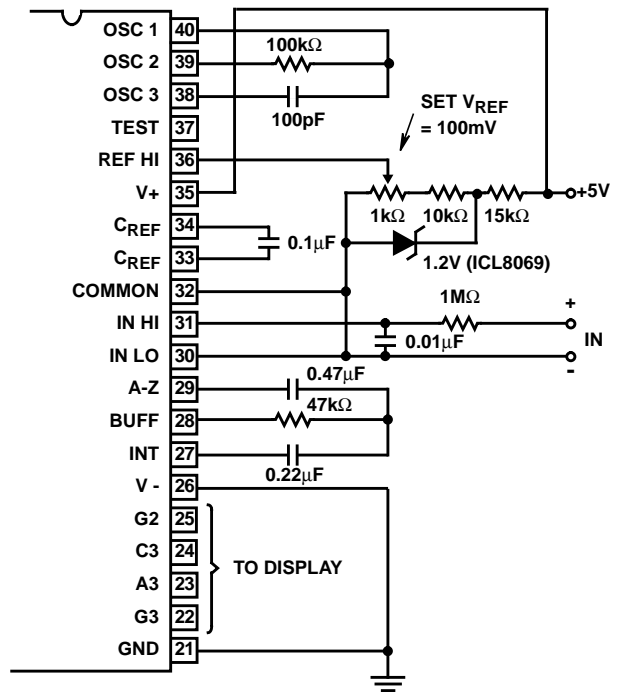 OSC 1 40
100kΩ
OSC 2 39
OSC 3 38
100pF
SET VREF
= 100mV
TEST 37
REF HI 36
V+ 35
+5V
1kΩ 10kΩ 15kΩ
CREF 34
0.1μF
CREF 33
1.2V (ICL8069)
COMMON 32
1MΩ
+
IN HI 31
IN
0.01μF
IN LO 30
-
0.47μF
A-Z 29
47kΩ
BUFF 28
INT 27
0.22μF
V - 26
G2 25
C3 24
TO DISPLAY
A3 23
G3 22
GND 21